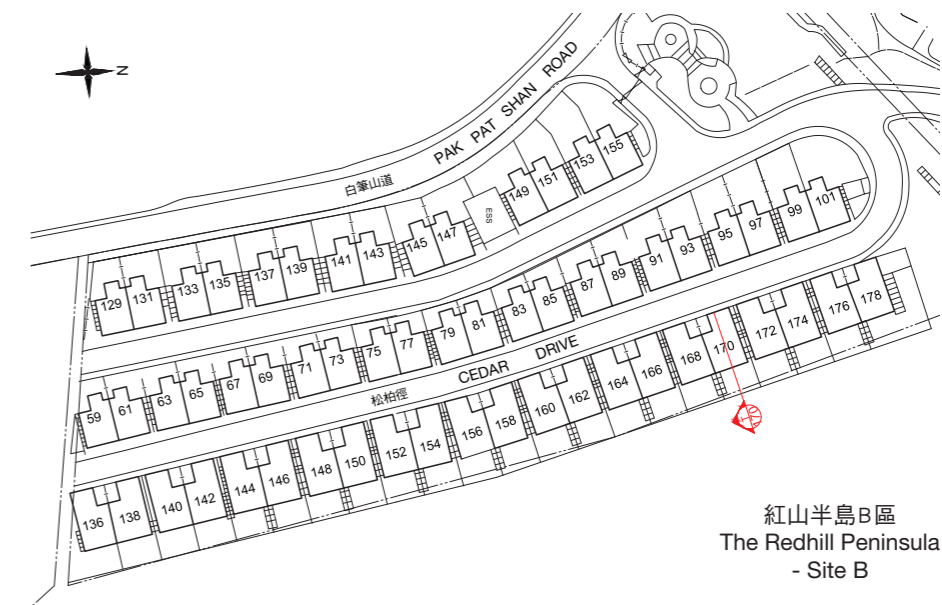 N
PAK PAT SHAN ROAD
白筆山道
149 151 153 155
ESS
129 131 133 135 137 139 141 143 145 147
59 61 63 65 67 69 71 73 75 77 79 81 83 85 87 89 91 93 95 97 99 101
CEDAR DRIVE
松柏徑
136 138 140 142 144 146 148 150 152 154 156 158 160 162 164 166 168 170 172 174 176 178
紅山半島B區
The Redhill Peninsula
- Site B